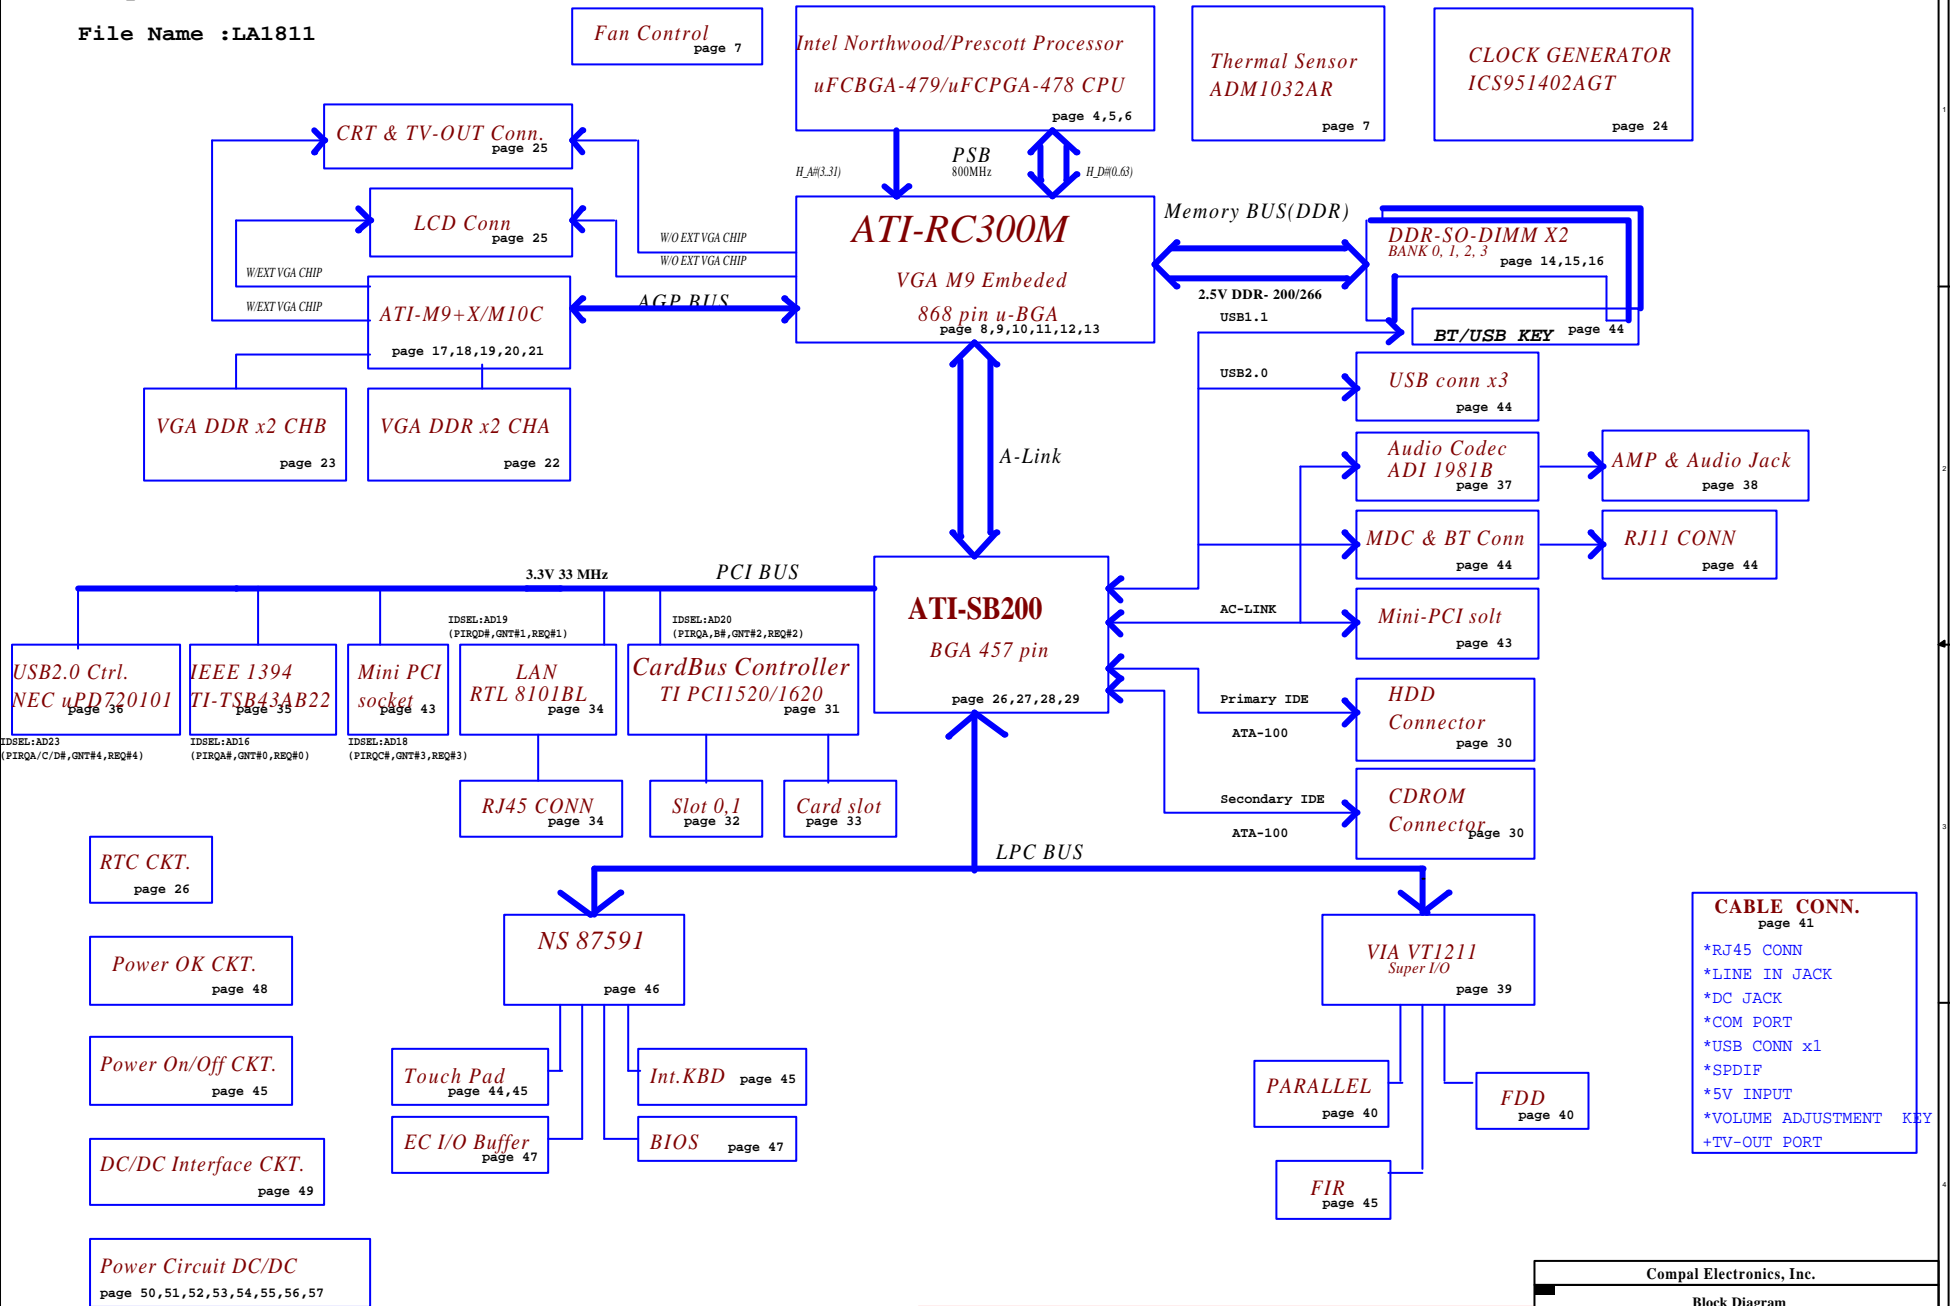 File Name :LA1811
Fan Control
page 7
Intel Northwood/Prescott Processor
uFCBGA-479/uFCPGA-478 CPU
page 4,5,6
Thermal Sensor
ADM1032AR
page 7
CLOCK GENERATOR
ICS951402AGT
page 24
CRT & TV-OUT Conn.
page 25
H_A#(3..31)
PSB
800MHz
H_D#(0..63)
LCD Conn
page 25
W/O EXT VGA CHIP
W/O EXT VGA CHIP
W/EXT VGA CHIP
W/EXT VGA CHIP
ATI-RC300M
VGA M9 Embeded
868 pin u-BGA
page 8,9,10,11,12,13
Memory BUS(DDR)
2.5V DDR- 200/266
DDR-SO-DIMM X2
BANK 0, 1, 2, 3
page 14,15,16
ATI-M9+X/M10C
page 17,18,19,20,21
AGP BUS
USB1.1
BT/USB KEY
page 44
USB2.0
USB conn x3
page 44
VGA DDR x2 CHB
page 23
VGA DDR x2 CHA
page 22
A-Link
Audio Codec
ADI 1981B
page 37
AMP & Audio Jack
page 38
MDC & BT Conn
page 44
RJ11 CONN
page 44
3.3V 33 MHz
PCI BUS
ATI-SB200
BGA 457 pin
page 26,27,28,29
AC-LINK
Mini-PCI solt
page 43
IDSEL:AD19
(PIRQD#,GNT#1,REQ#1)
IDSEL:AD20
(PIRQA,B#,GNT#2,REQ#2)
USB2.0 Ctrl.
NEC uPD720101
page 36
IDSEL:AD23
(PIRQA/C/D#,GNT#4,REQ#4)
IEEE 1394
TI-TSB43AB22
page 35
IDSEL:AD16
(PIRQA#,GNT#0,REQ#0)
Mini PCI
socket
page 43
IDSEL:AD18
(PIRQC#,GNT#3,REQ#3)
LAN
RTL 8101BL
page 34
CardBus Controller
TI PCI1520/1620
page 31
Primary IDE
ATA-100
HDD
Connector
page 30
RJ45 CONN
page 34
Slot 0,1
page 32
Card slot
page 33
Secondary IDE
ATA-100
CDROM
Connector
page 30
LPC BUS
RTC CKT.
page 26
Power OK CKT.
page 48
Power On/Off CKT.
page 45
DC/DC Interface CKT.
page 49
Power Circuit DC/DC
page 50,51,52,53,54,55,56,57
NS 87591
page 46
Touch Pad
page 44,45
Int.KBD
page 45
EC I/O Buffer
page 47
BIOS
page 47
VIA VT1211
Super I/O
page 39
PARALLEL
page 40
FDD
page 40
FIR
page 45
CABLE CONN.
page 41
*RJ45 CONN
*LINE IN JACK
*DC JACK
*COM PORT
*USB CONN x1
*SPDIF
*5V INPUT
*VOLUME ADJUSTMENT KEY
+TV-OUT PORT
1
2
3
4
Compal Electronics, Inc.
Block Diagram